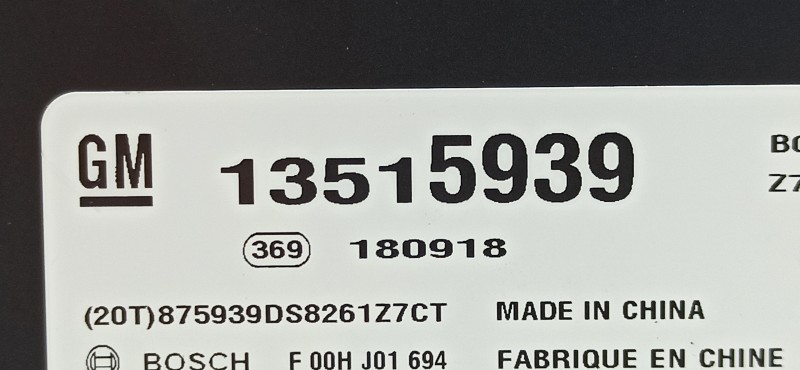 GM 13515939
369 180918
(20T)875939DS8261Z7CT MADE IN CHINA
BOSCH F 00H J01 694 FABRIQUE EN CHINE